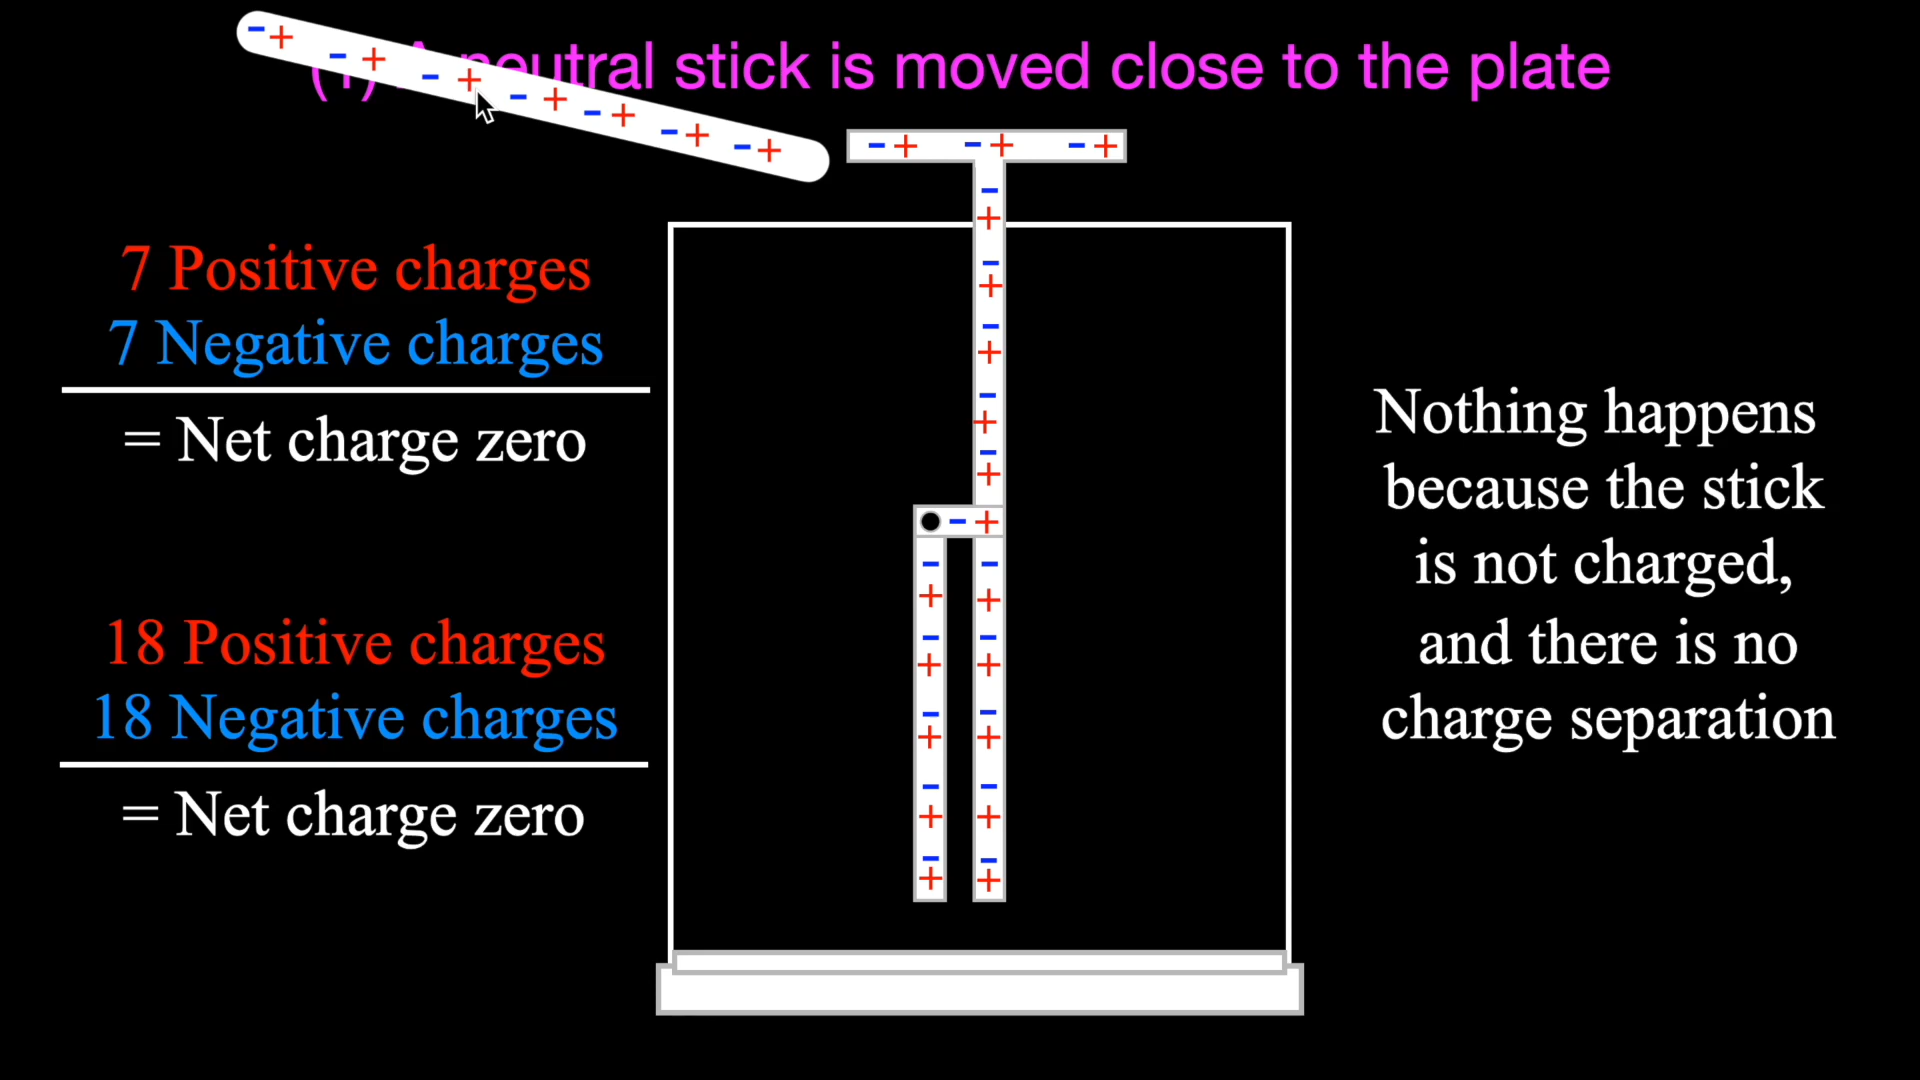 (1) A neutral stick is moved close to the plate
7 Positive charges
7 Negative charges
= Net charge zero
18 Positive charges
18 Negative charges
= Net charge zero
Nothing happens
because the stick
is not charged,
and there is no
charge separation